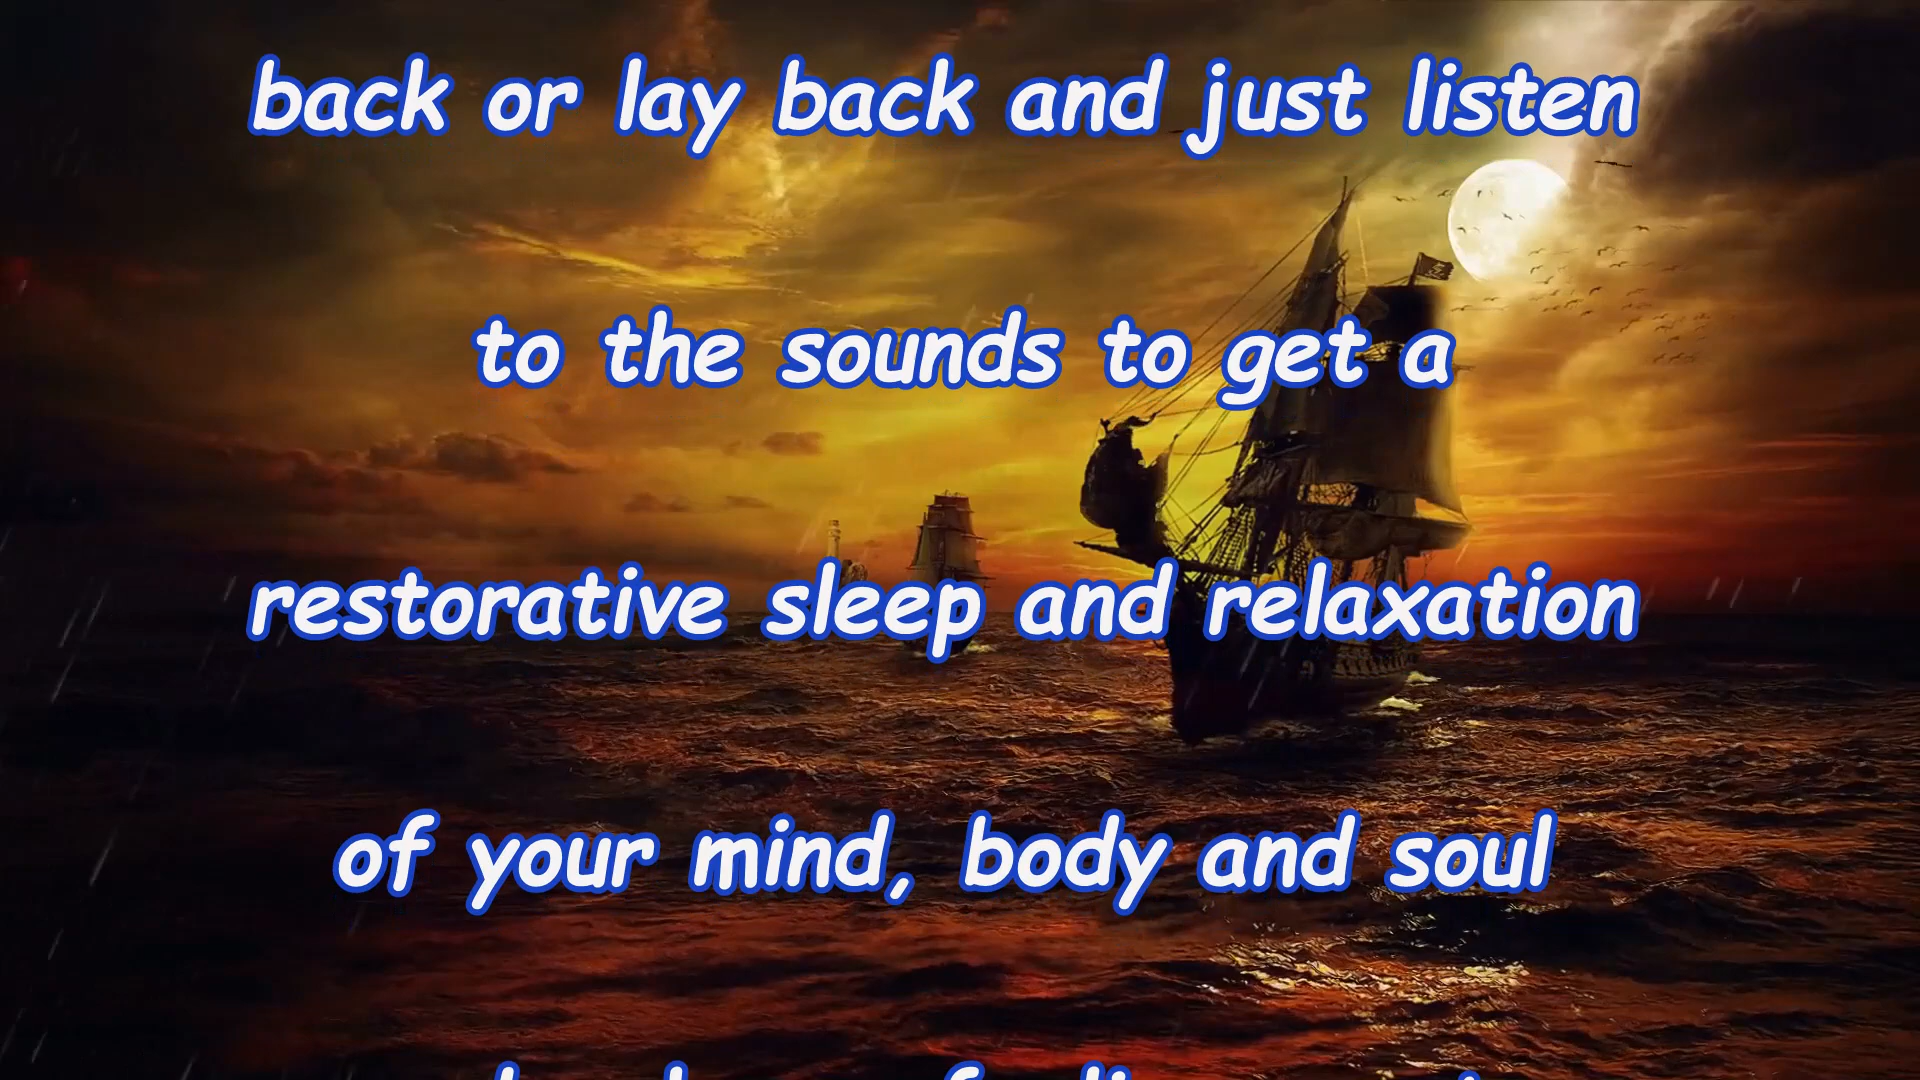 back or lay back and just listen
to the sounds to get a
restorative sleep and relaxation
of your mind, body and soul